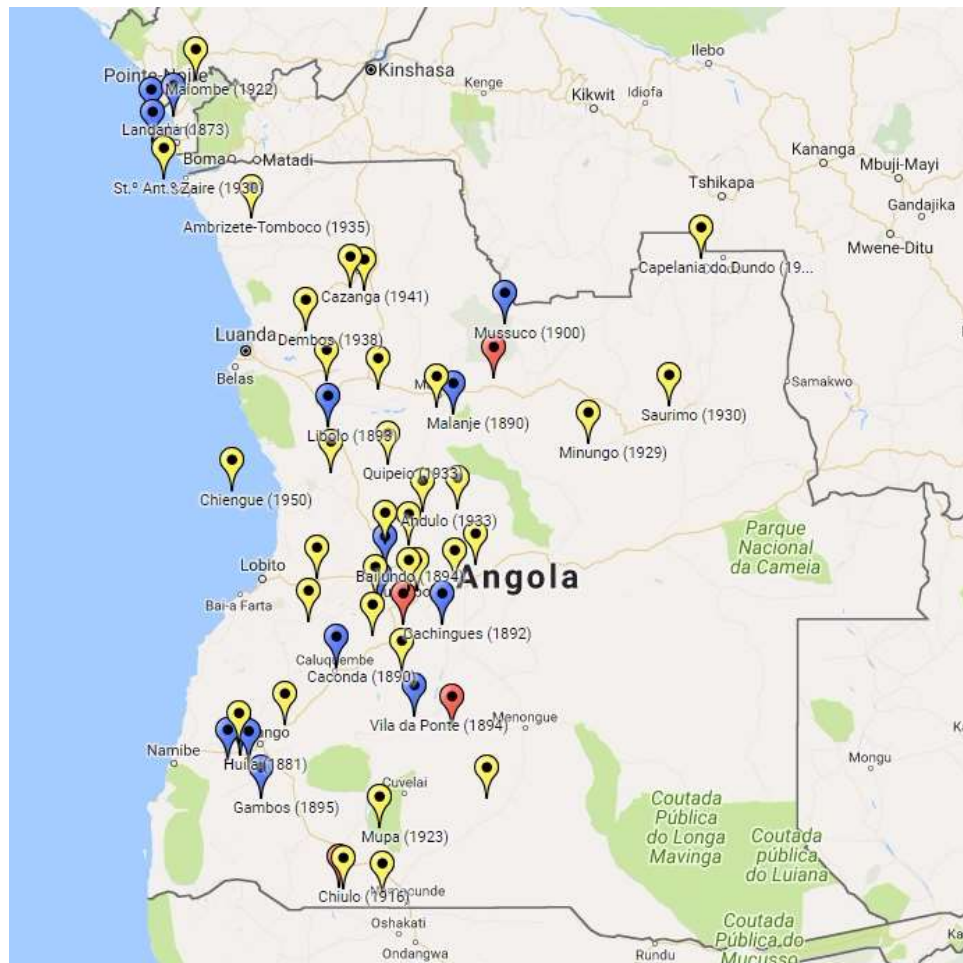 Ilebo
Kinshasa
Pointe-Noire
Kenge
Kikwit
Idiofa
Malombe (1922)
Landana (1873)
Kananga
Boma
Matadi
Mbuji-Mayi
Tshikapa
St.º Ant.º Zaire (1930)
Gandajika
Ambrizete-Tomboco (1935)
Mwene-Ditu
Capelania do Dundo (19...
Cazanga (1941)
Mussuco (1900)
Dembos (1938)
Luanda
Belas
Samakwo
Saurimo (1930)
Malanje (1890)
Libolo (1893)
Minungo (1929)
Quipeio (1933)
Chiengue (1950)
Andulo (1933)
Parque
Nacional
da Cameia
Lobito
Bailundo (1894)
Angola
Bai-a Farta
Cachingues (1892)
Caluquembe
Caconda (1890)
Vila da Ponte (1894)
Menongue
Namibe
Huila (1881)
Mongu
Cuvelai
Gambos (1895)
Coutada
Pública
do Longa
Mavinga
Mupa (1923)
Coutada
pública
do Luiana
Chiulo (1916)
Oshakati
Ondangwa
Rundu
Coutada
Pública do
Mucusso